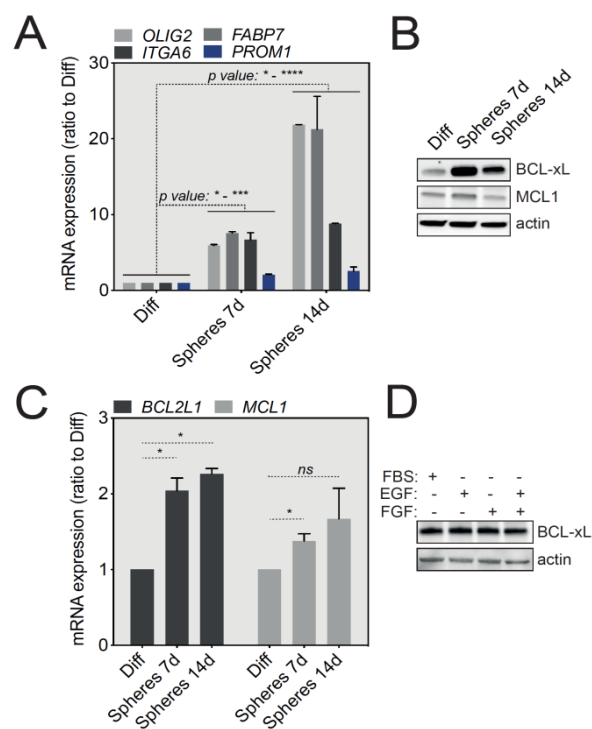 A
OLIG2 FABP7
ITGA6 PROM1
mRNA expression (ratio to Diff)
30
20
10
0
p value: * - ****
p value: * - ***
Diff
Spheres 7d
Spheres 14d
B
Diff
Spheres 7d
Spheres 14d
BCL-xL
MCL1
actin
C
BCL2L1 MCL1
mRNA expression (ratio to Diff)
3
2
1
0
*
*
ns
*
Diff
Spheres 7d
Spheres 14d
Diff
Spheres 7d
Spheres 14d
D
FBS: + - - -
EGF: - + - +
FGF: - - + +
BCL-xL
actin